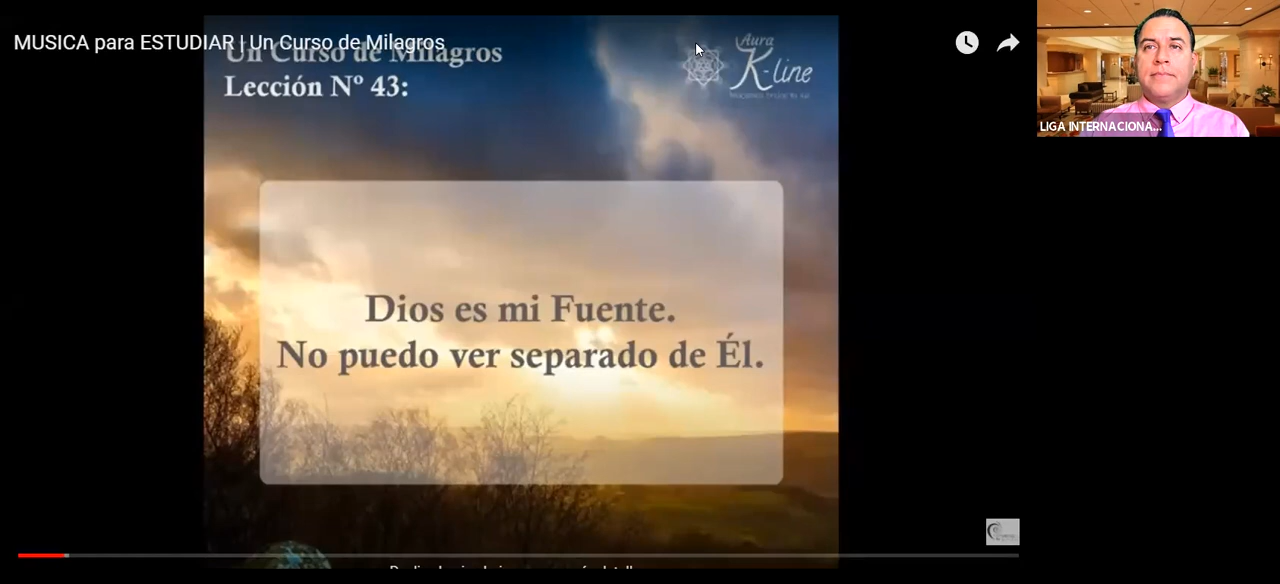 MUSICA para ESTUDIAR | Un Curso de Milagros
Un Curso de Milagros
Lección Nº 43:
Aura
K-line
Dios es mi Fuente.
No puedo ver separado de Él.
LIGA INTERNACIONA...